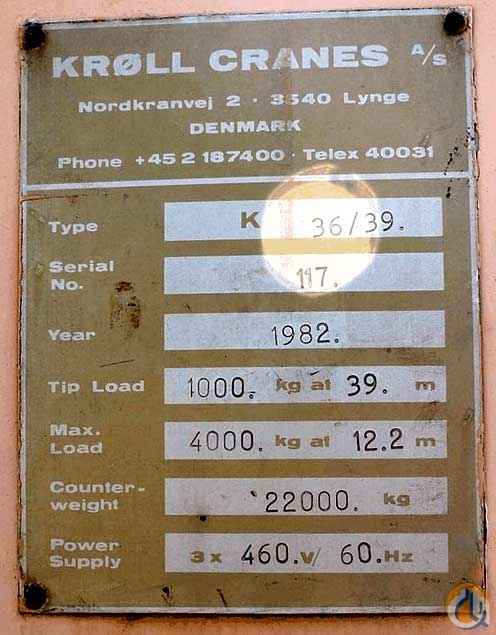 KRØLL CRANES A/S
Nordkranvej 2 · 3540 Lynge
DENMARK
Phone +45 2 187400 · Telex 40031
Type K 36/39.
Serial No. 117.
Year 1982.
Tip Load 1000. kg at 39. m
Max. Load 4000. kg at 12.2 m
Counter-weight 22000. kg
Power Supply 3 x 460.v/ 60.Hz